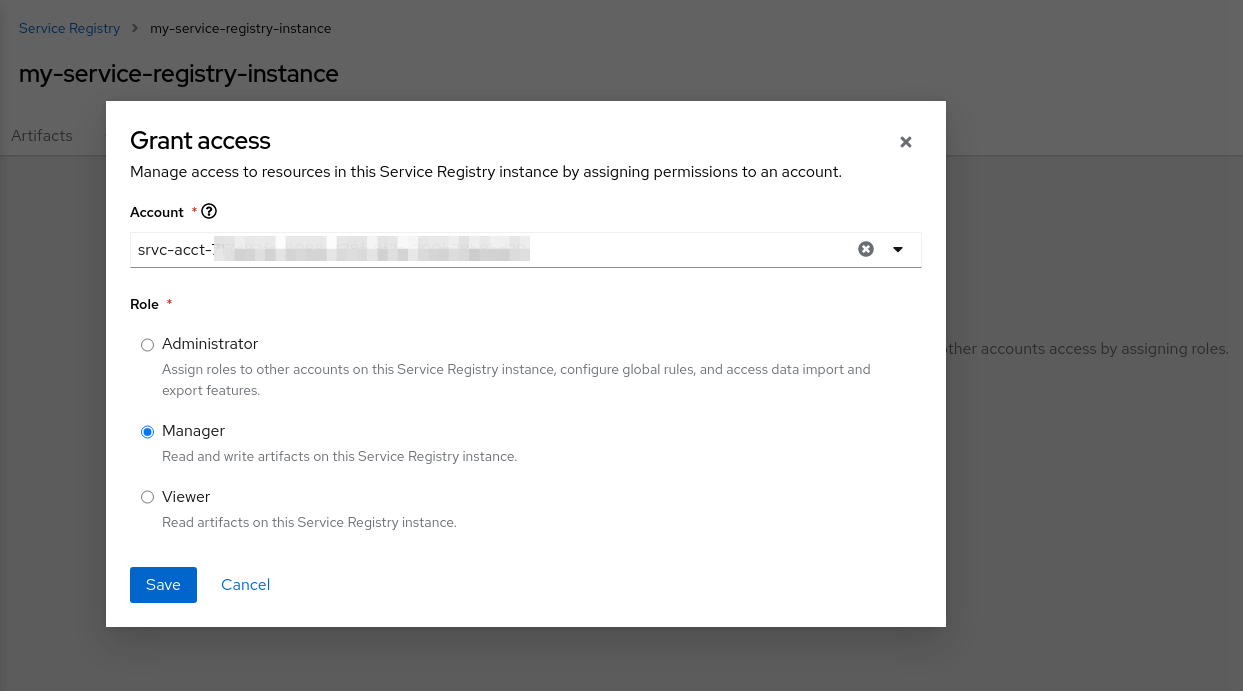 Service Registry > my-service-registry-instance
my-service-registry-instance
Artifacts
Grant access
Manage access to resources in this Service Registry instance by assigning permissions to an account.
Account *
srvc-acct-
Role *
other accounts access by assigning roles.
Administrator
Assign roles to other accounts on this Service Registry instance, configure global rules, and access data import and
export features.
Manager
Read and write artifacts on this Service Registry instance.
Viewer
Read artifacts on this Service Registry instance.
Save Cancel